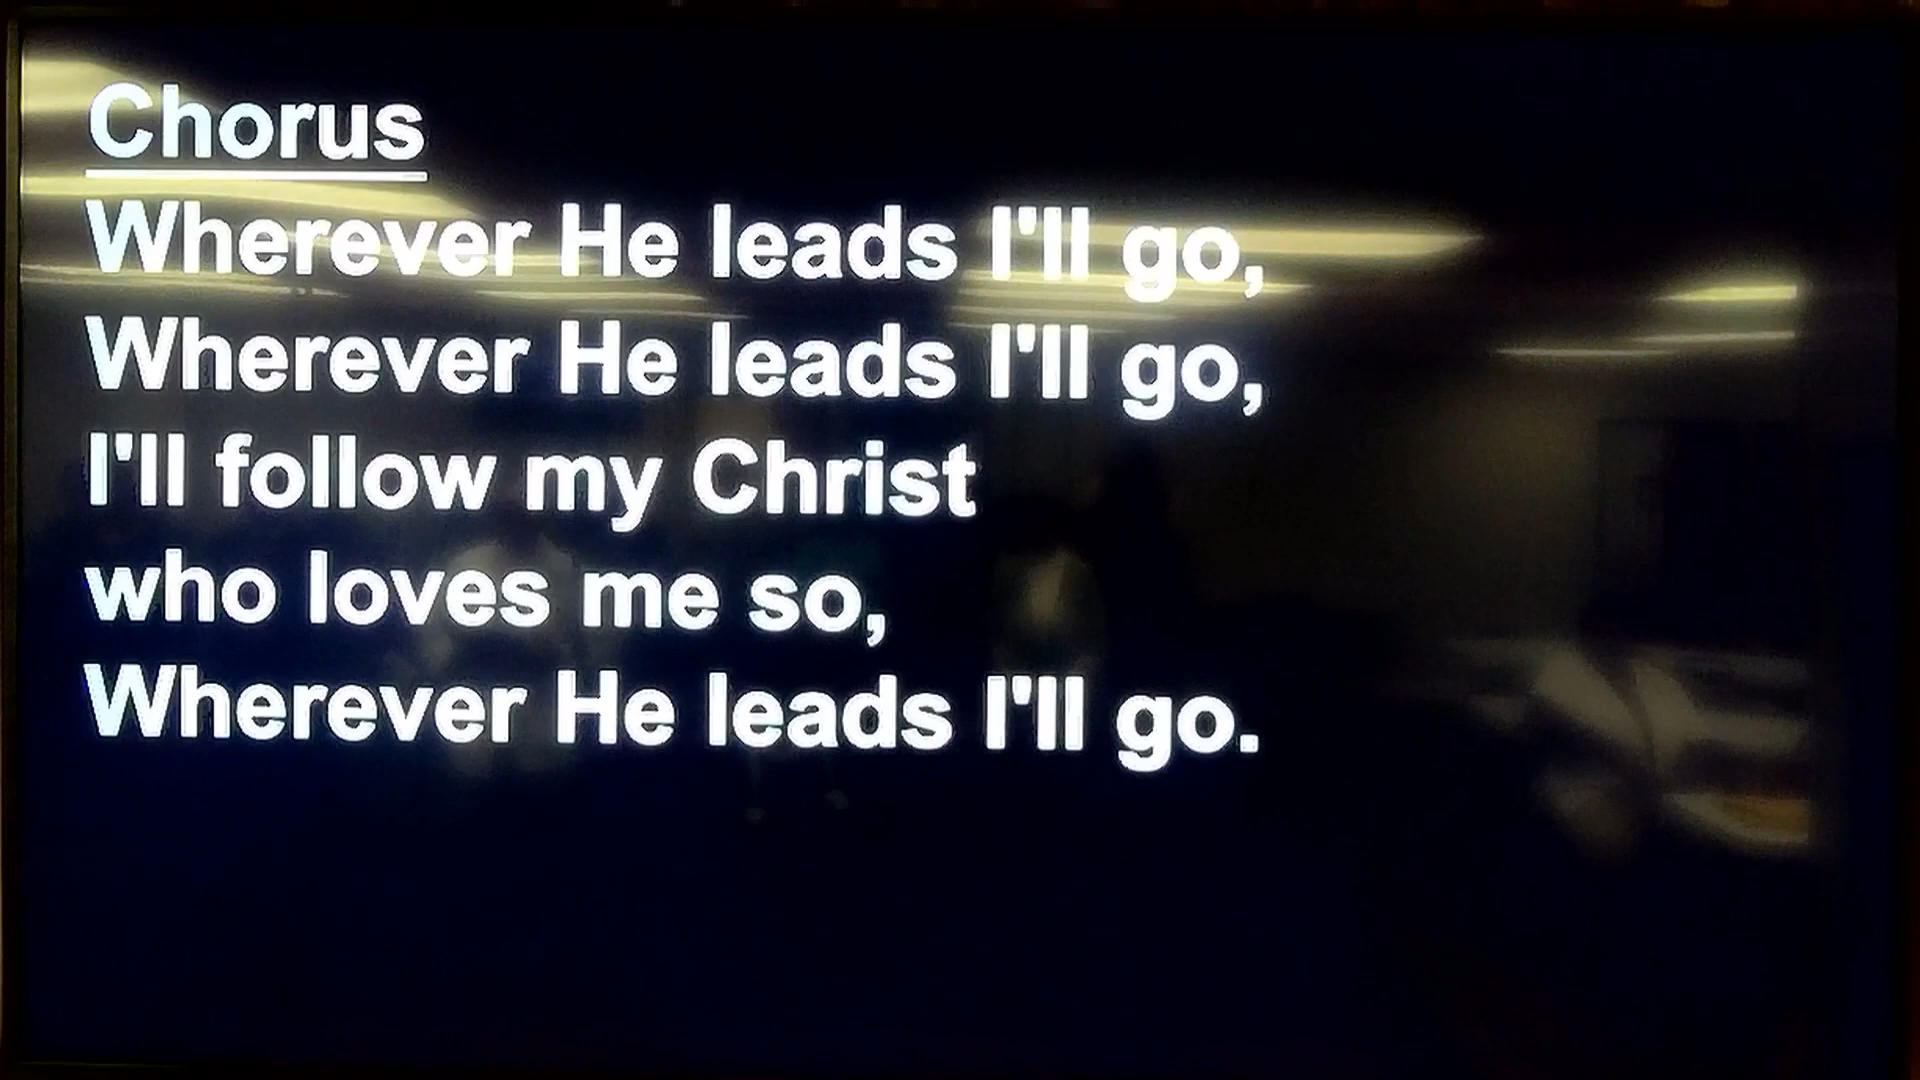 Chorus
Wherever He leads I'll go,
Wherever He leads I'll go,
I'll follow my Christ
who loves me so,
Wherever He leads I'll go.